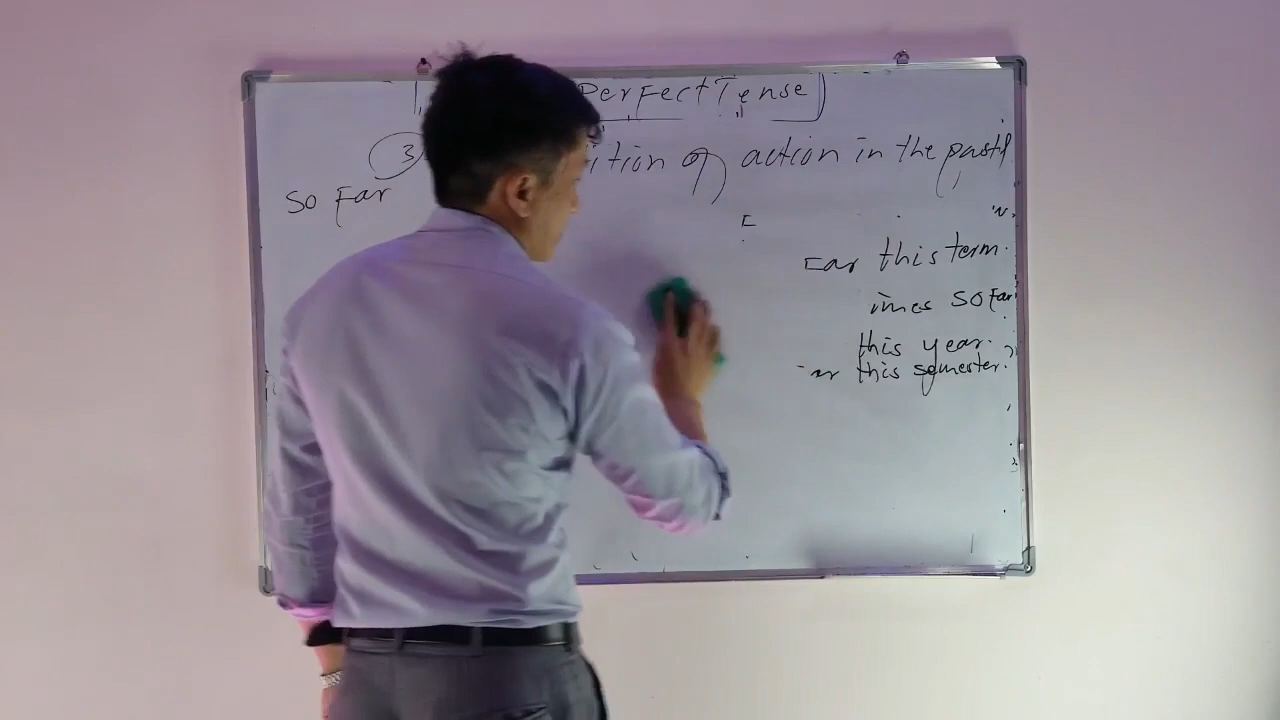 Perfect Tense
3 ition of action in the past
So Far
Far this term.
imes So Far
this year.
this semester.